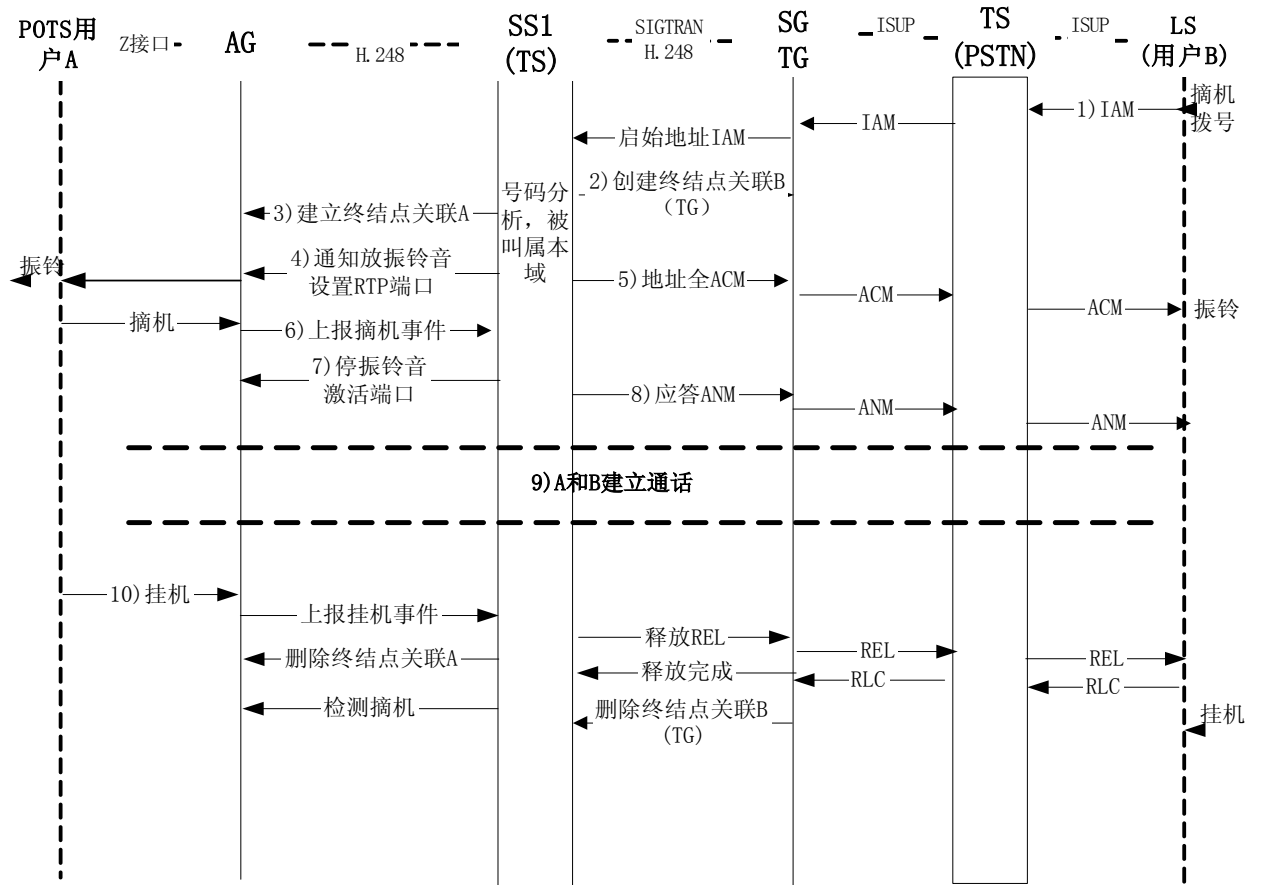 POTS用
户A
Z接口
AG
H.248
SS1
(TS)
SIGTRAN
H.248
SG
TG
ISUP
TS
(PSTN)
ISUP
LS
(用户B)
摘机
拨号
1)IAM
IAM
启始地址IAM
号码分
析，被
叫属本
域
2)创建终结点关联B
（TG）
3)建立终结点关联A
振铃
4)通知放振铃音
设置RTP端口
5)地址全ACM
ACM
ACM
振铃
摘机
6)上报摘机事件
7)停振铃音
激活端口
8)应答ANM
ANM
ANM
9)A和B建立通话
10)挂机
上报挂机事件
释放REL
REL
REL
删除终结点关联A
释放完成
RLC
RLC
检测摘机
删除终结点关联B
(TG)
挂机